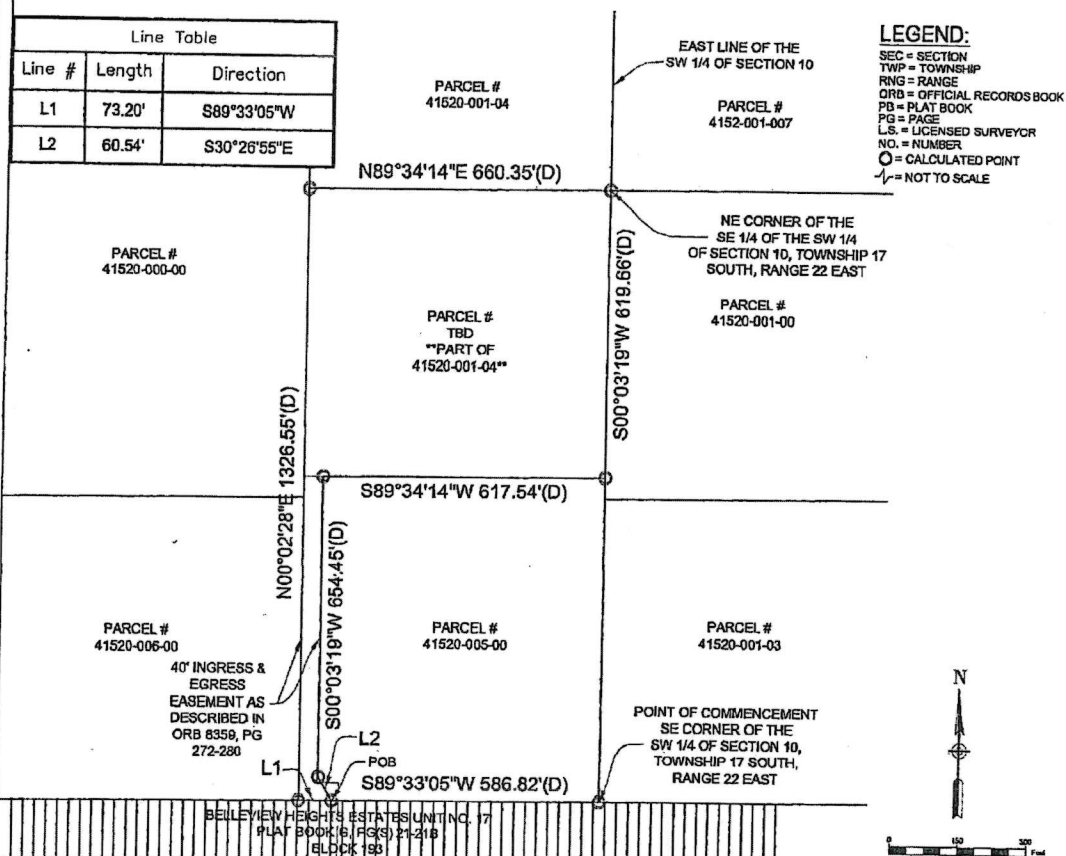 Line Table
Line # Length Direction
L1 73.20' S89°33'05"W
L2 60.54' S30°26'55"E
EAST LINE OF THE
SW 1/4 OF SECTION 10
PARCEL #
41520-001-04
PARCEL #
4152-001-007
LEGEND:
SEC = SECTION
TWP = TOWNSHIP
RNG = RANGE
ORB = OFFICIAL RECORDS BOOK
PB = PLAT BOOK
PG = PAGE
L.S. = LICENSED SURVEYOR
NO. = NUMBER
= CALCULATED POINT
= NOT TO SCALE
N89°34'14"E 660.35'(D)
NE CORNER OF THE
SE 1/4 OF THE SW 1/4
OF SECTION 10, TOWNSHIP 17
SOUTH, RANGE 22 EAST
PARCEL #
41520-000-00
PARCEL #
TBD
**PART OF
41520-001-04**
S00°03'19"W 619.66'(D)
PARCEL #
41520-001-00
N00°02'28"E 1326.55'(D)
S89°34'14"W 617.54'(D)
S00°03'19"W 654.45'(D)
PARCEL #
41520-006-00
PARCEL #
41520-005-00
PARCEL #
41520-001-03
40' INGRESS &
EGRESS
EASEMENT AS
DESCRIBED IN
ORB 8359, PG
272-280
POINT OF COMMENCEMENT
SE CORNER OF THE
SW 1/4 OF SECTION 10,
TOWNSHIP 17 SOUTH,
RANGE 22 EAST
L1
L2
POB
S89°33'05"W 586.82'(D)
BELLEVIEW HEIGHTS ESTATES UNIT NO. 17
PLAT BOOK 6, PG(S) 21-21B
BLOCK 193
N
0 150 300
Feet